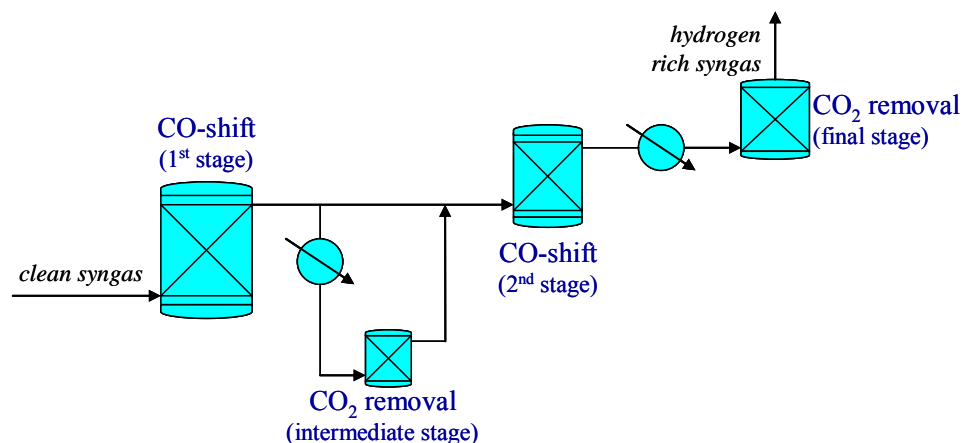 hydrogen
rich syngas
CO₂ removal
(final stage)
CO-shift
(1st stage)
clean syngas
CO-shift
(2nd stage)
CO₂ removal
(intermediate stage)